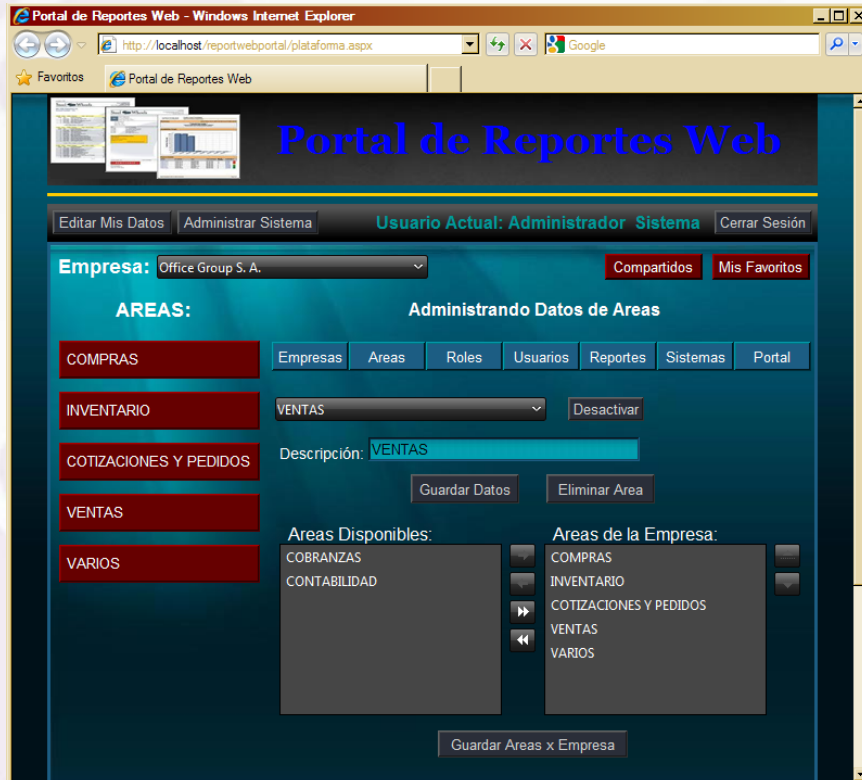 Portal de Reportes Web - Windows Internet Explorer
http://localhost/reportwebportal/plataforma.aspx
Google
Favoritos
Portal de Reportes Web
Portal de Reportes Web
Editar Mis Datos
Administrar Sistema
Usuario Actual: Administrador Sistema
Cerrar Sesión
Empresa: Office Group S. A.
Compartidos
Mis Favoritos
AREAS:
Administrando Datos de Areas
COMPRAS
INVENTARIO
COTIZACIONES Y PEDIDOS
VENTAS
VARIOS
Empresas
Areas
Roles
Usuarios
Reportes
Sistemas
Portal
VENTAS
Desactivar
Descripción: VENTAS
Guardar Datos
Eliminar Area
Areas Disponibles:
COBRANZAS
CONTABILIDAD
Areas de la Empresa:
COMPRAS
INVENTARIO
COTIZACIONES Y PEDIDOS
VENTAS
VARIOS
Guardar Areas x Empresa